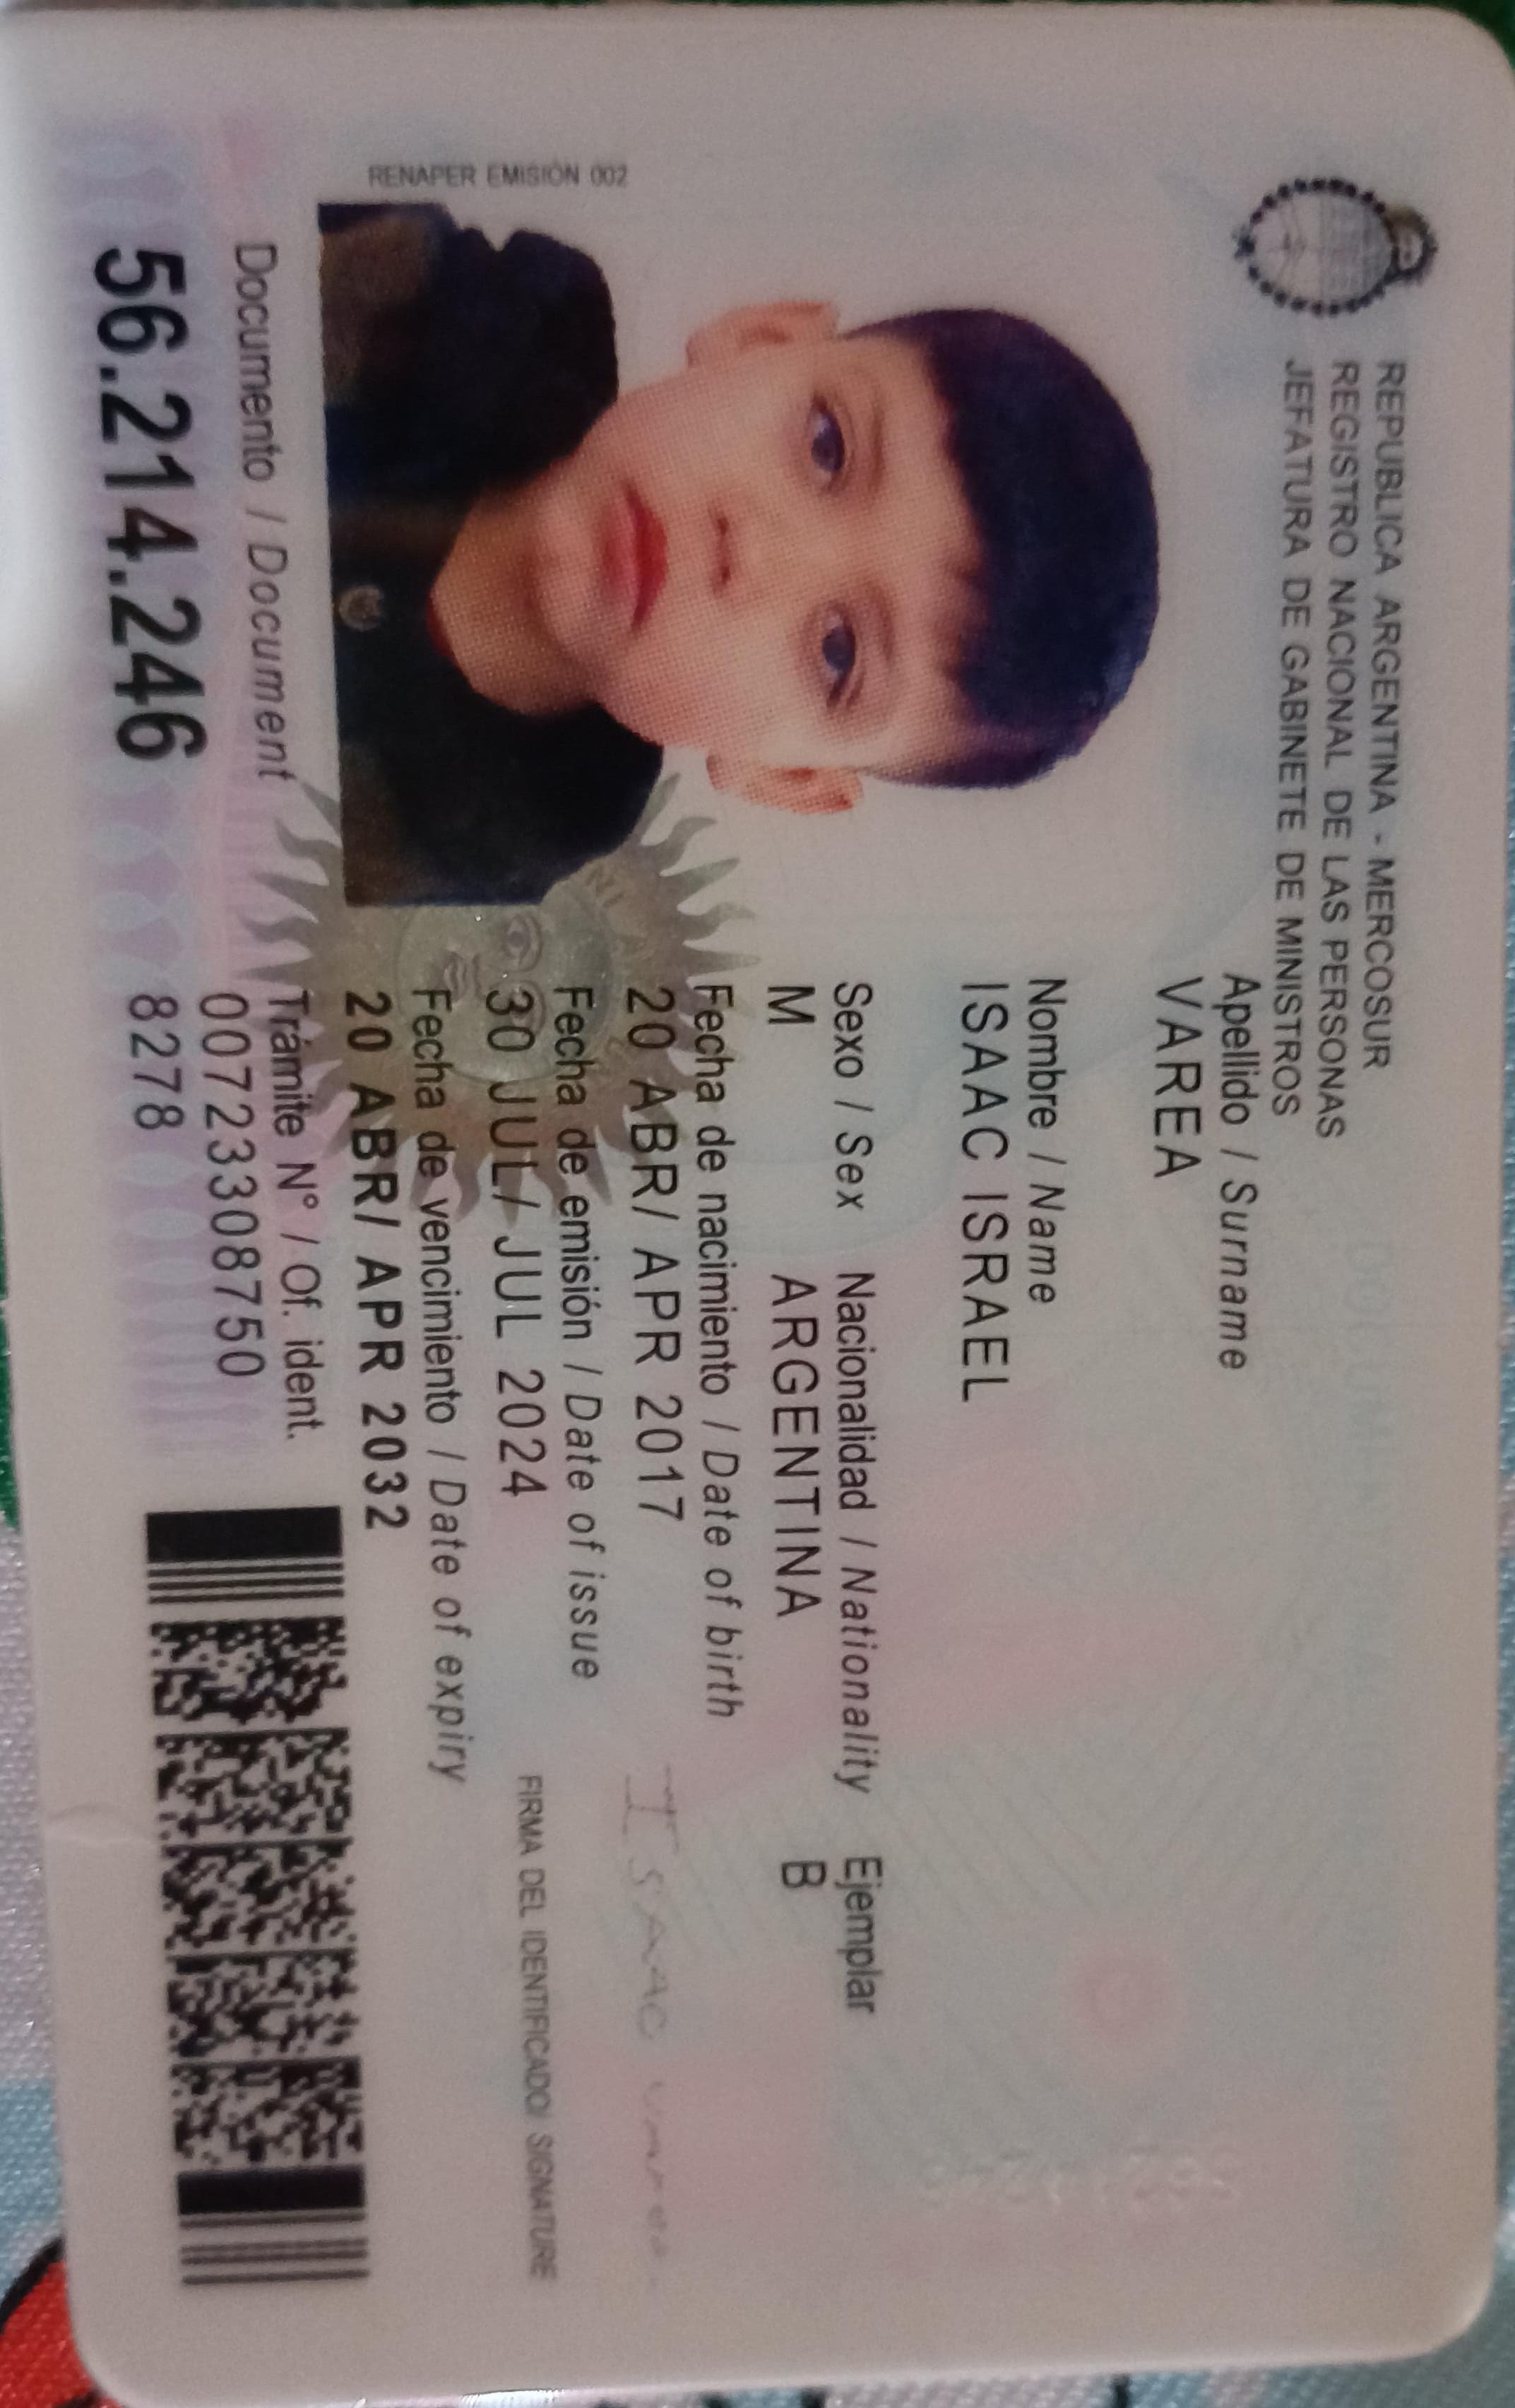 REPUBLICA ARGENTINA - MERCOSUR
REGISTRO NACIONAL DE LAS PERSONAS
JEFATURA DE GABINETE DE MINISTROS
Apellido / Surname
VAREA
Nombre / Name
ISAAC ISRAEL
Sexo / Sex Nacionalidad / Nationality Ejemplar
M ARGENTINA B
Fecha de nacimiento / Date of birth
20 ABR/ APR 2017
Fecha de emisión / Date of issue
30 JUL/ JUL 2024
Fecha de vencimiento / Date of expiry
20 ABR/ APR 2032
ISAAC
FIRMA DEL IDENTIFICADO/ SIGNATURE
RENAPER EMISIÓN 002
Documento / Document
56.214.246
Trámite N° / Of. ident.
00723308750
8278